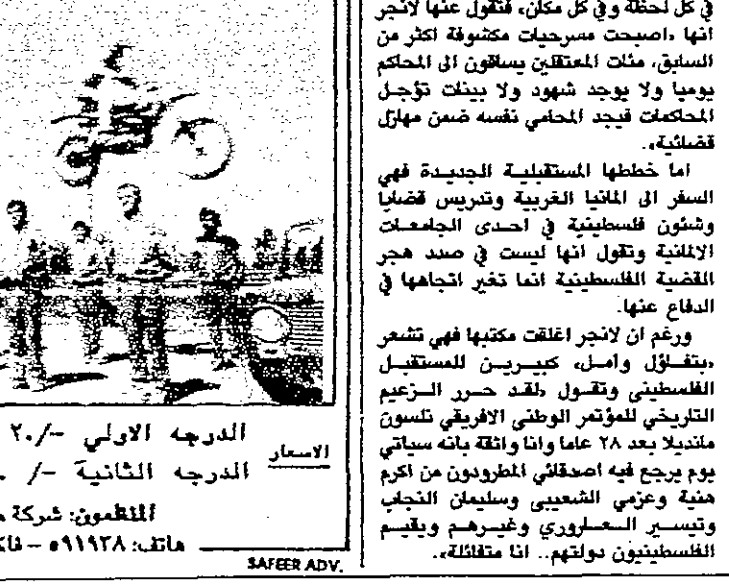 في كل لحظة وفي كل مكان، فتقول عنها لانجر
انها «اصبحت مسرحيات مكشوفة اكثر من
السابق، مئات المعتقلين يساقون الى المحاكم
يوميا ولا يوجد شهود ولا بينات تؤجل
المحاكمات فيجد المحامي نفسه ضمن مهازل
قضائية».
اما خططها المستقبلية الجديدة فهي
السفر الى المانيا الغربية وتدريس قضايا
وشئون فلسطينية في احدى الجامعات
الالمانية وتقول انها ليست في صدد هجر
القضية الفلسطينية انما تغير اتجاهها في
الدفاع عنها.
ورغم ان لانجر اغلقت مكتبها فهي تشعر
«بتفاؤل وامل» كبيرين للمستقبل
الفلسطيني وتقول «لقد حرر الزعيم
التاريخي للمؤتمر الوطني الافريقي نلسون
مانديلا بعد ٢٨ عاما وانا واثقة بانه سياتي
يوم يرجع فيه اصدقائي المطرودون من اكرم
هنية وعزمي الشعيبي وسليمان النجاب
وتيسير العاروري وغيرهم ويقيم
الفلسطينيون دولتهم.. انا متفائلة».
الاسعار
الدرجه الاولي -/٢٠
الدرجه الثانية -/
المنظمون: شركة
هاتف: ٥٩١١٩٢٨ – فاك
SAFEER ADV.